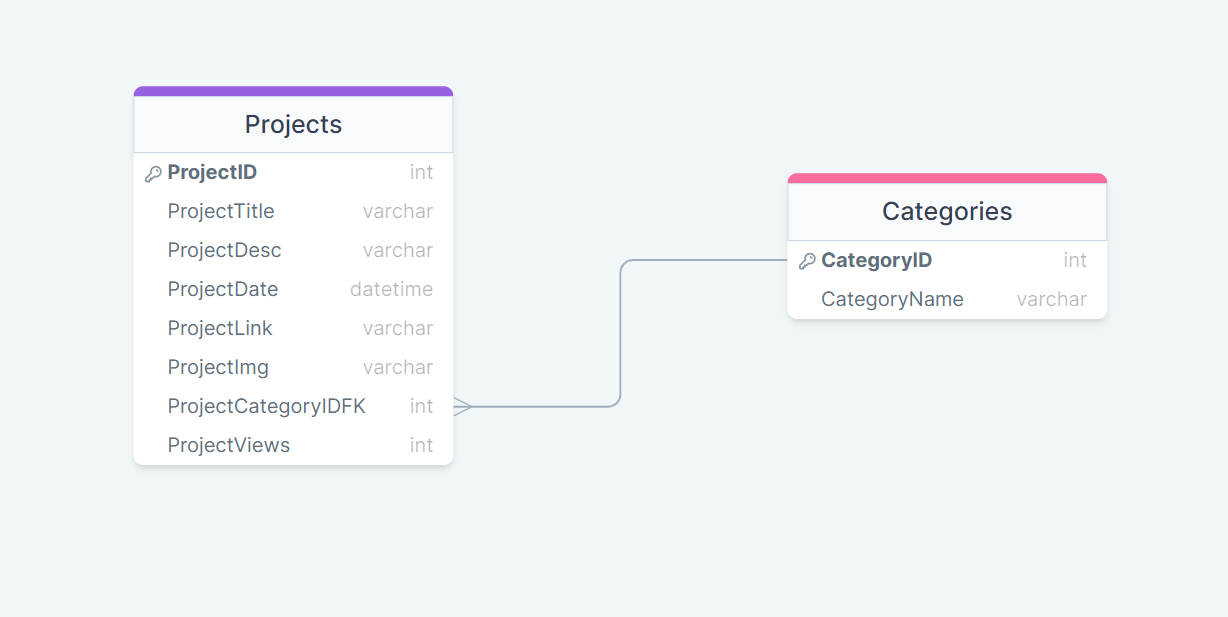 Projects
ProjectID int
ProjectTitle varchar
ProjectDesc varchar
ProjectDate datetime
ProjectLink varchar
ProjectImg varchar
ProjectCategoryIDFK int
ProjectViews int
Categories
CategoryID int
CategoryName varchar